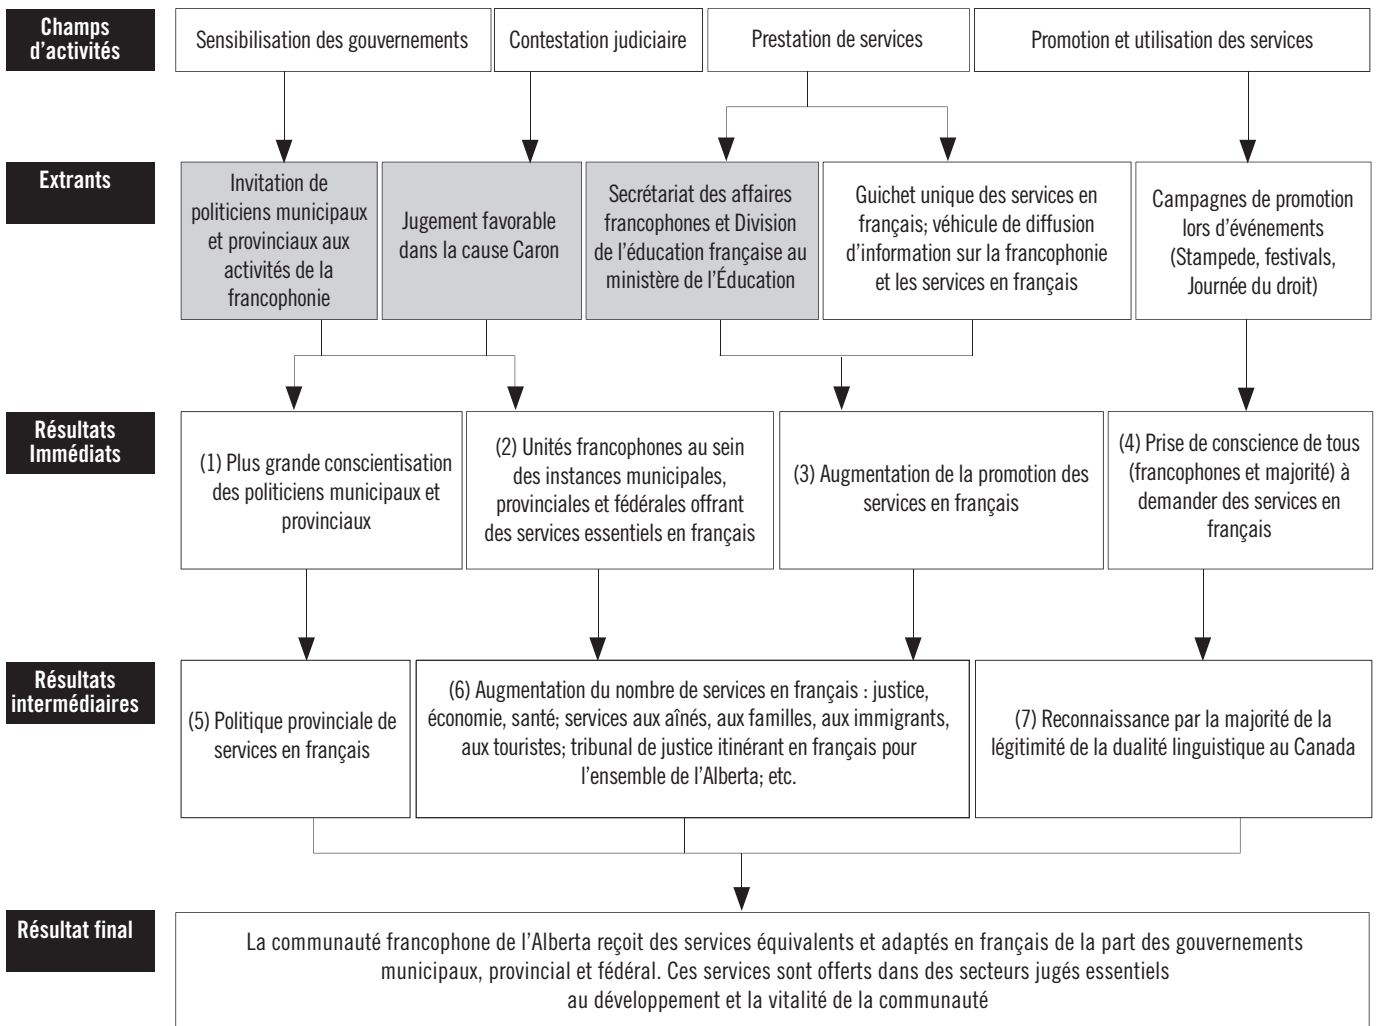 Champs
d'activités
Sensibilisation des gouvernements
Contestation judiciaire
Prestation de services
Promotion et utilisation des services
Extrants
Invitation de
politiciens municipaux
et provinciaux aux
activités de la
francophonie
Jugement favorable
dans la cause Caron
Secrétariat des affaires
francophones et Division
de l'éducation française au
ministère de l'Éducation
Guichet unique des services en
français; véhicule de diffusion
d'information sur la francophonie
et les services en français
Campagnes de promotion
lors d'événements
(Stampede, festivals,
Journée du droit)
Résultats
Immédiats
(1) Plus grande conscientisation
des politiciens municipaux et
provinciaux
(2) Unités francophones au sein
des instances municipales,
provinciales et fédérales offrant
des services essentiels en français
(3) Augmentation de la promotion des
services en français
(4) Prise de conscience de tous
(francophones et majorité) à
demander des services en
français
Résultats
intermédiaires
(5) Politique provinciale de
services en français
(6) Augmentation du nombre de services en français : justice,
économie, santé; services aux aînés, aux familles, aux immigrants,
aux touristes; tribunal de justice itinérant en français pour
l'ensemble de l'Alberta; etc.
(7) Reconnaissance par la majorité de la
légitimité de la dualité linguistique au Canada
Résultat final
La communauté francophone de l'Alberta reçoit des services équivalents et adaptés en français de la part des gouvernements
municipaux, provincial et fédéral. Ces services sont offerts dans des secteurs jugés essentiels
au développement et la vitalité de la communauté